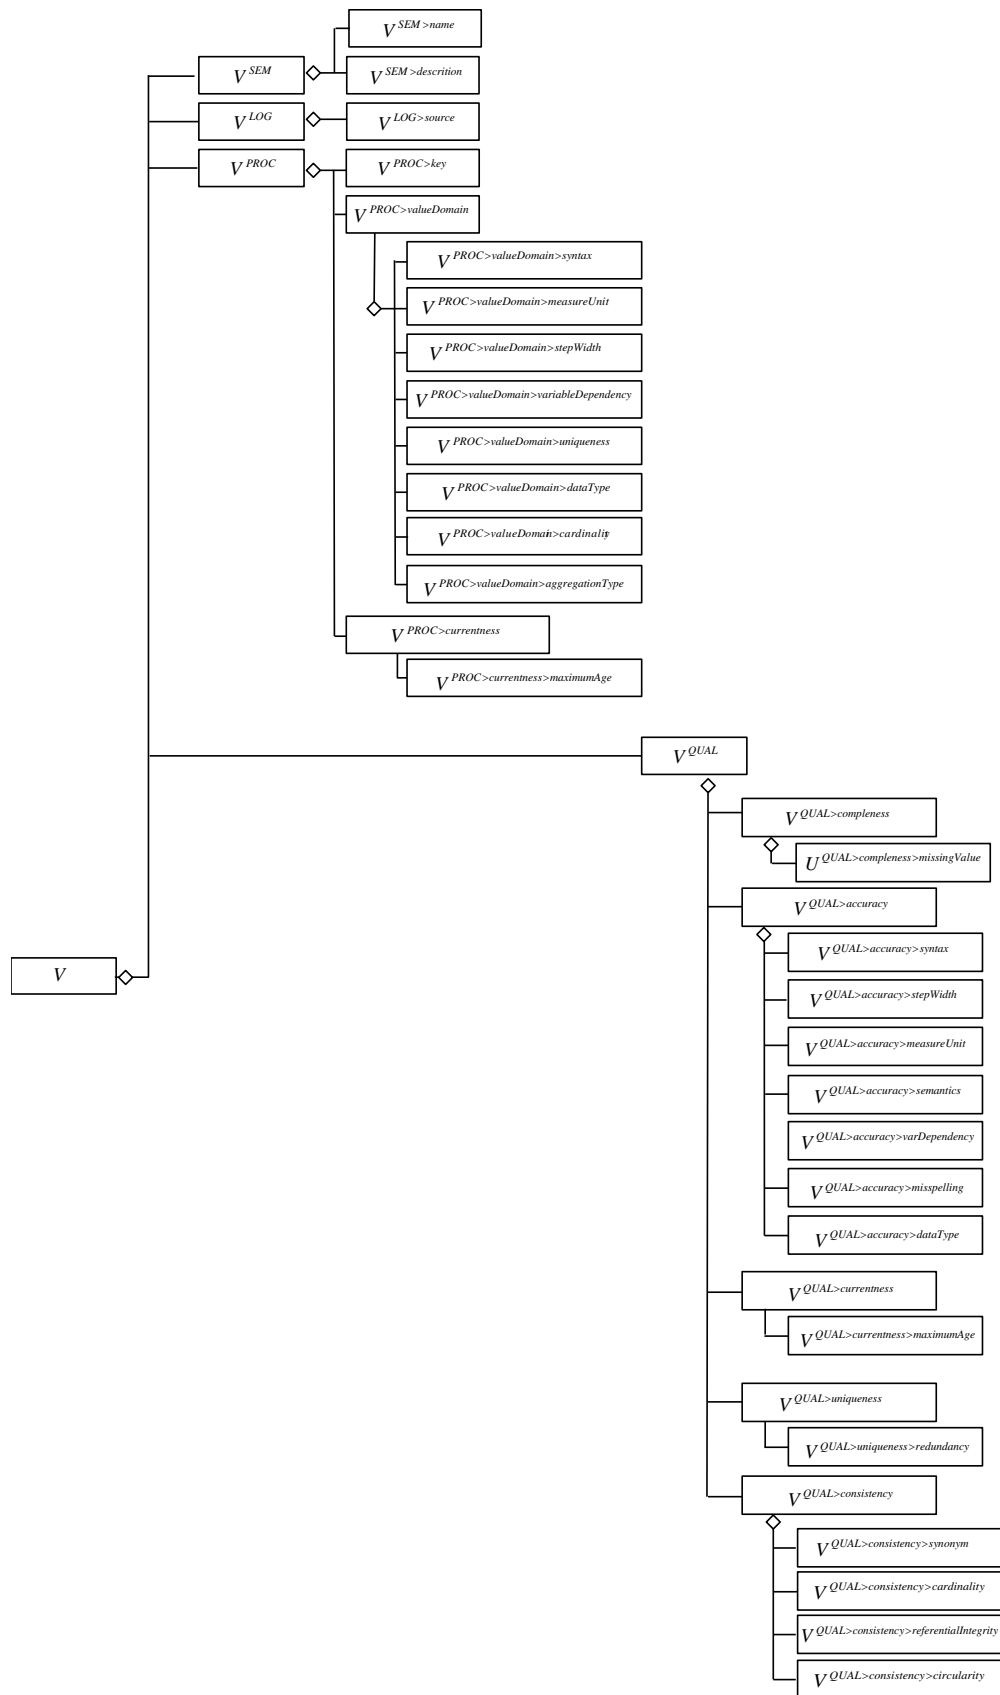 V SEM>name
V SEM
V SEM>descrition
V LOG
V LOG>source
V PROC
V PROC>key
V PROC>valueDomain
V PROC>valueDomain>syntax
V PROC>valueDomain>measureUnit
V PROC>valueDomain>stepWidth
V PROC>valueDomain>variableDependency
V PROC>valueDomain>uniqueness
V PROC>valueDomain>dataType
V PROC>valueDomain>cardinality
V PROC>valueDomain>aggregationType
V PROC>currentness
V PROC>currentness>maximumAge
V QUAL
V QUAL>compleness
U QUAL>compleness>missingValue
V QUAL>accuracy
V QUAL>accuracy>syntax
V
V QUAL>accuracy>stepWidth
V QUAL>accuracy>measureUnit
V QUAL>accuracy>semantics
V QUAL>accuracy>varDependency
V QUAL>accuracy>misspelling
V QUAL>accuracy>dataType
V QUAL>currentness
V QUAL>currentness>maximumAge
V QUAL>uniqueness
V QUAL>uniqueness>redundancy
V QUAL>consistency
V QUAL>consistency>synonym
V QUAL>consistency>cardinality
V QUAL>consistency>referentialIntegrity
V QUAL>consistency>circularity